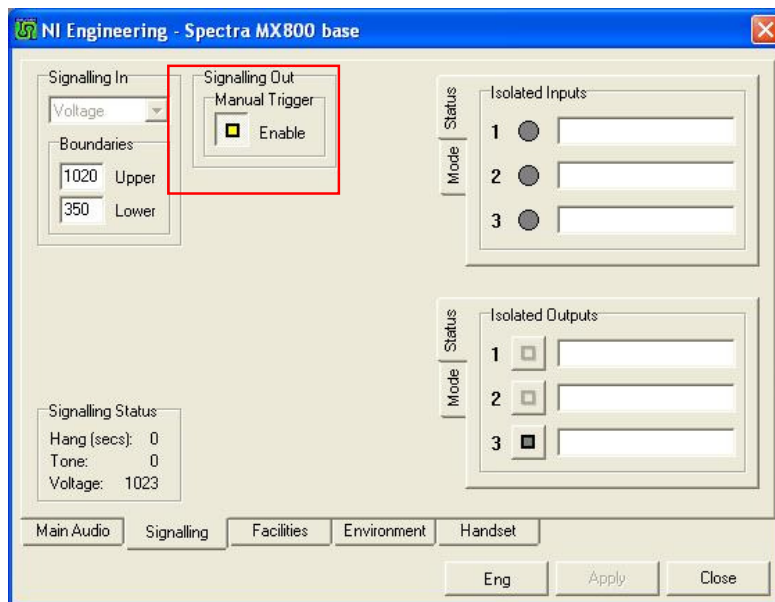 NI Engineering - Spectra MX800 base
Signalling In
Voltage
Boundaries
1020 Upper
350 Lower
Signalling Out
Manual Trigger
Enable
Status
Mode
Isolated Inputs
1
2
3
Status
Mode
Isolated Outputs
1
2
3
Signalling Status
Hang (secs): 0
Tone: 0
Voltage: 1023
Main Audio Signalling Facilities Environment Handset
Eng Apply Close